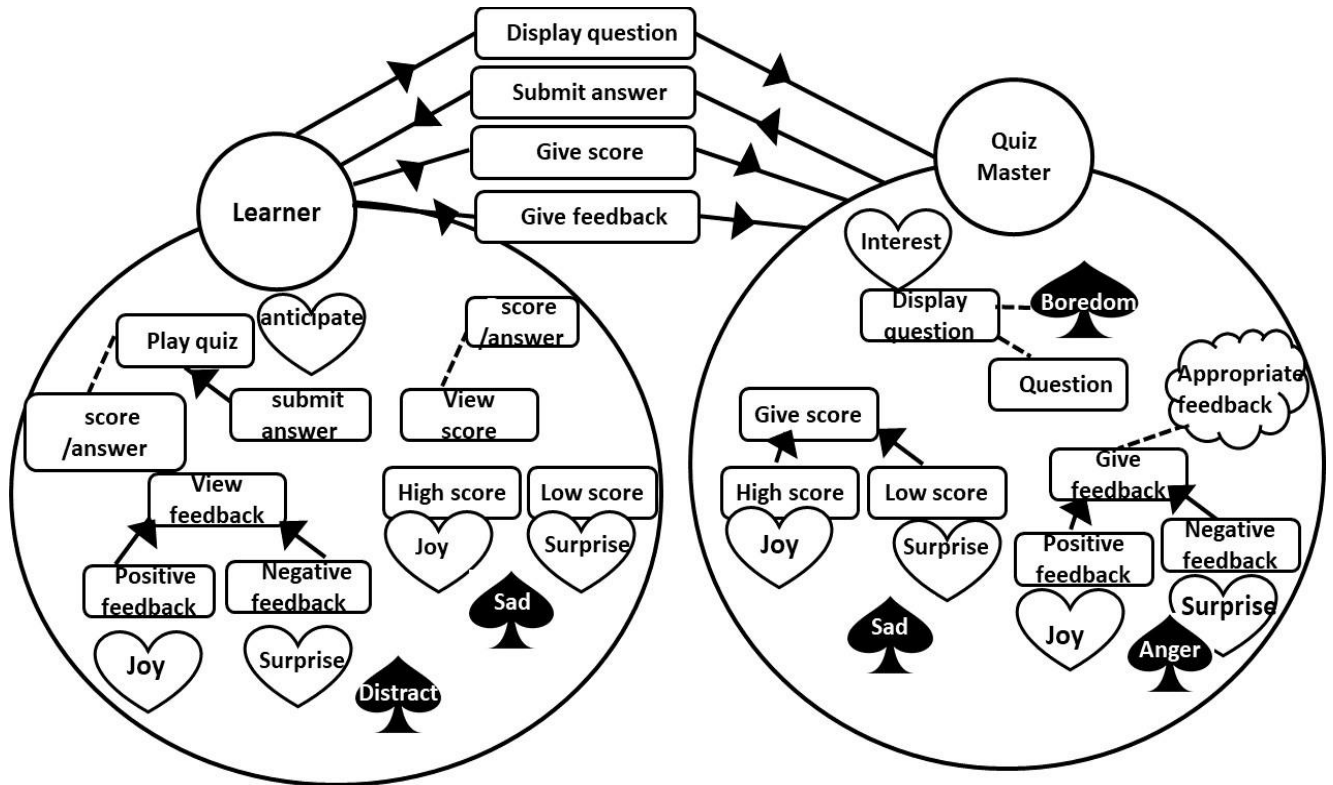 Display question
Submit answer
Give score
Give feedback
Learner
Quiz
Master
anticipate
Play quiz
score
/answer
submit
answer
score
/answer
View
score
View
feedback
Positive
feedback
Negative
feedback
Joy
Surprise
High score
Low score
Joy
Surprise
Sad
Distract
Interest
Display
question
Boredom
Question
Appropriate
feedback
Give score
High score
Low score
Joy
Surprise
Sad
Give
feedback
Positive
feedback
Negative
feedback
Joy
Surprise
Anger